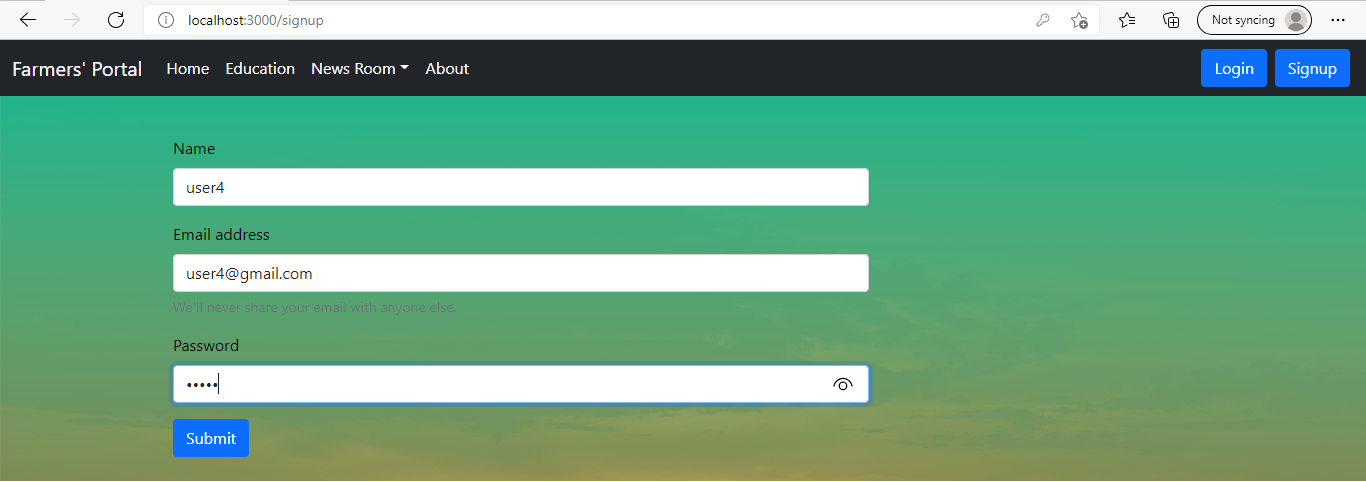 localhost:3000/signup
Not syncing
Farmers' Portal Home Education News Room About Login Signup
Name
user4
Email address
user4@gmail.com
We'll never share your email with anyone else.
Password
•••••
Submit